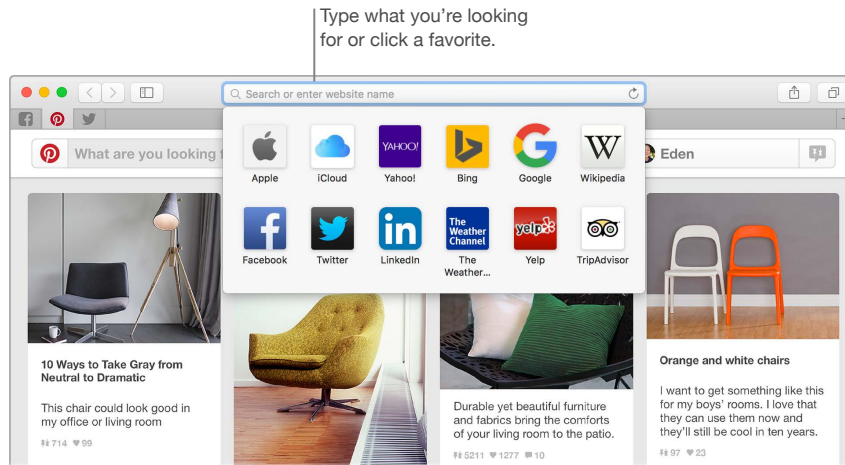 Type what you're looking
for or click a favorite.
Search or enter website name
What are you looking f
Eden
YAHOO!
W
Apple
iCloud
Yahoo!
Bing
Google
Wikipedia
The
Weather
Channel
yelp
Facebook
Twitter
LinkedIn
The
Weather...
Yelp
TripAdvisor
10 Ways to Take Gray from
Neutral to Dramatic
This chair could look good in
my office or living room
714 99
Durable yet beautiful furniture
and fabrics bring the comforts
of your living room to the patio.
5211 1277 10
Orange and white chairs
I want to get something like this
for my boys' rooms. I love that
they can use them now and
they'll still be cool in ten years.
97 23